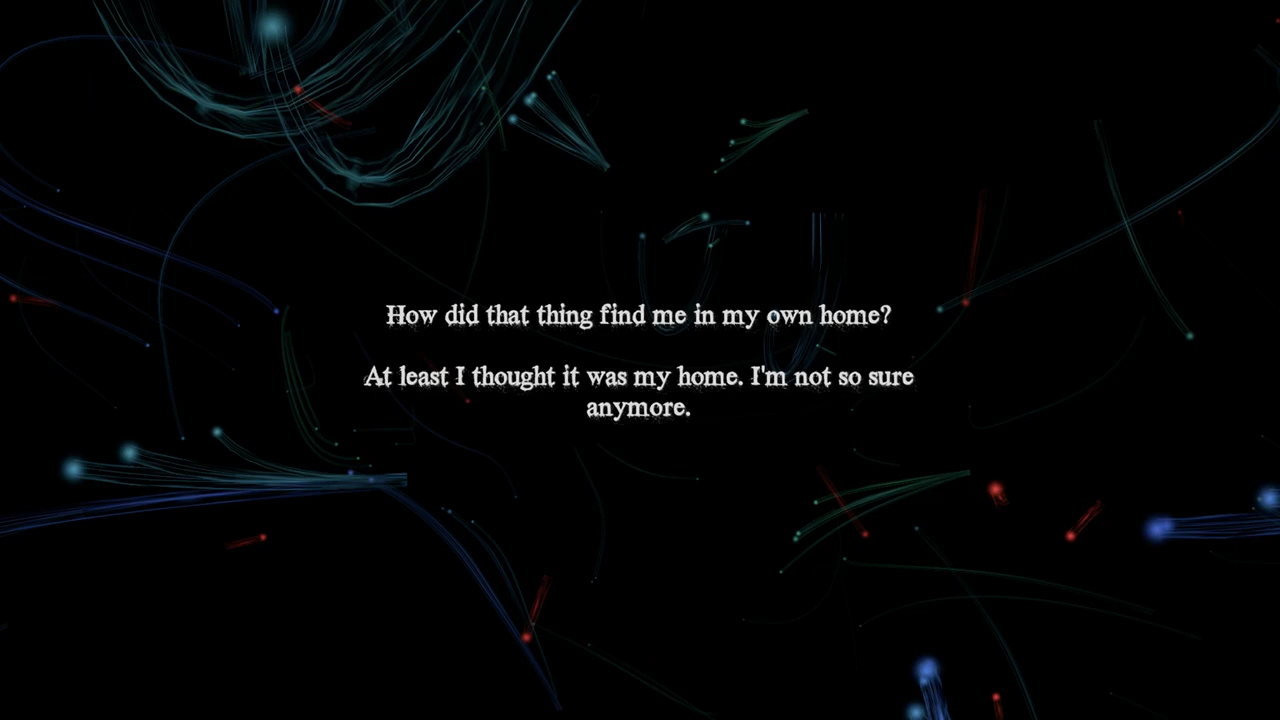 How did that thing find me in my own home?
At least I thought it was my home. I'm not so sure
anymore.